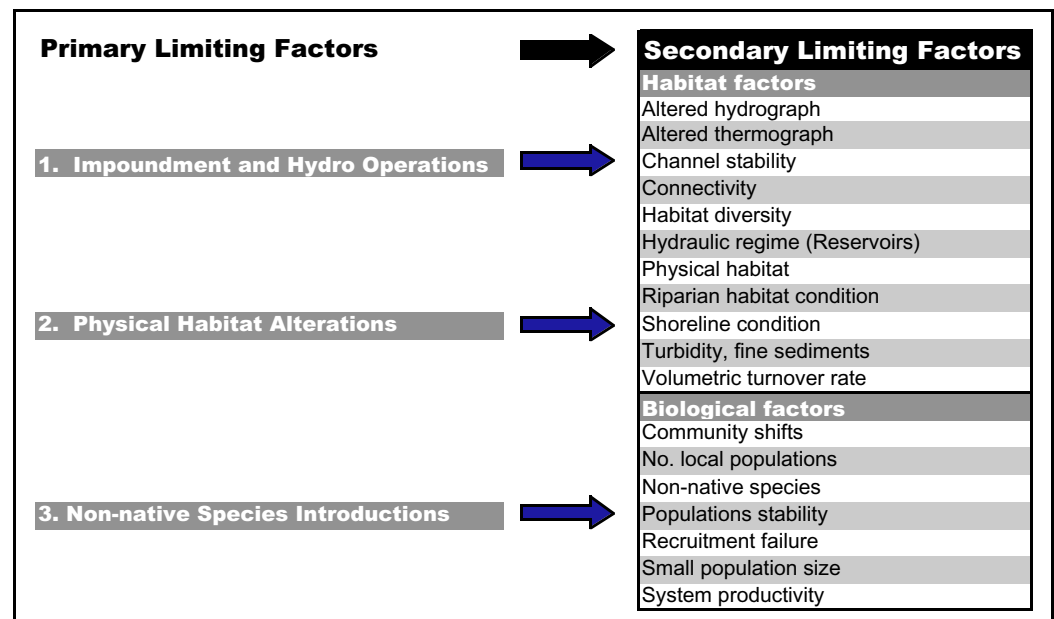 Primary Limiting Factors
Secondary Limiting Factors
Habitat factors
Altered hydrograph
Altered thermograph
1. Impoundment and Hydro Operations
Channel stability
Connectivity
Habitat diversity
Hydraulic regime (Reservoirs)
Physical habitat
Riparian habitat condition
2. Physical Habitat Alterations
Shoreline condition
Turbidity, fine sediments
Volumetric turnover rate
Biological factors
Community shifts
No. local populations
Non-native species
3. Non-native Species Introductions
Populations stability
Recruitment failure
Small population size
System productivity